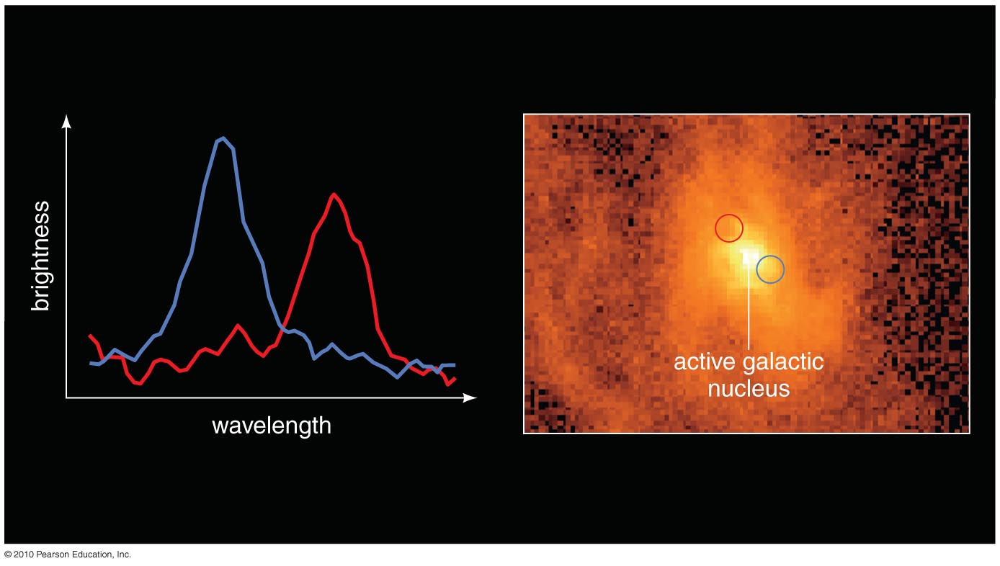 brightness
wavelength
active galactic
nucleus
© 2010 Pearson Education, Inc.